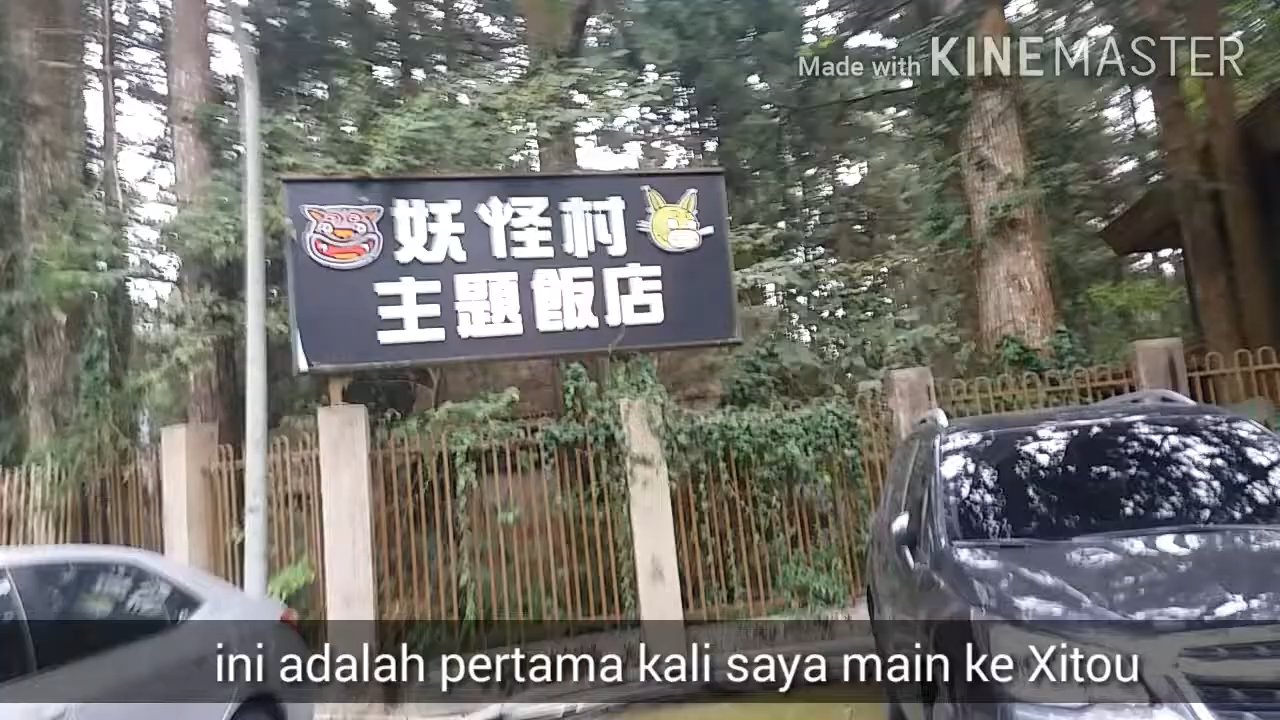 Made with KINEMASTER
妖怪村
主題飯店
ini adalah pertama kali saya main ke Xitou